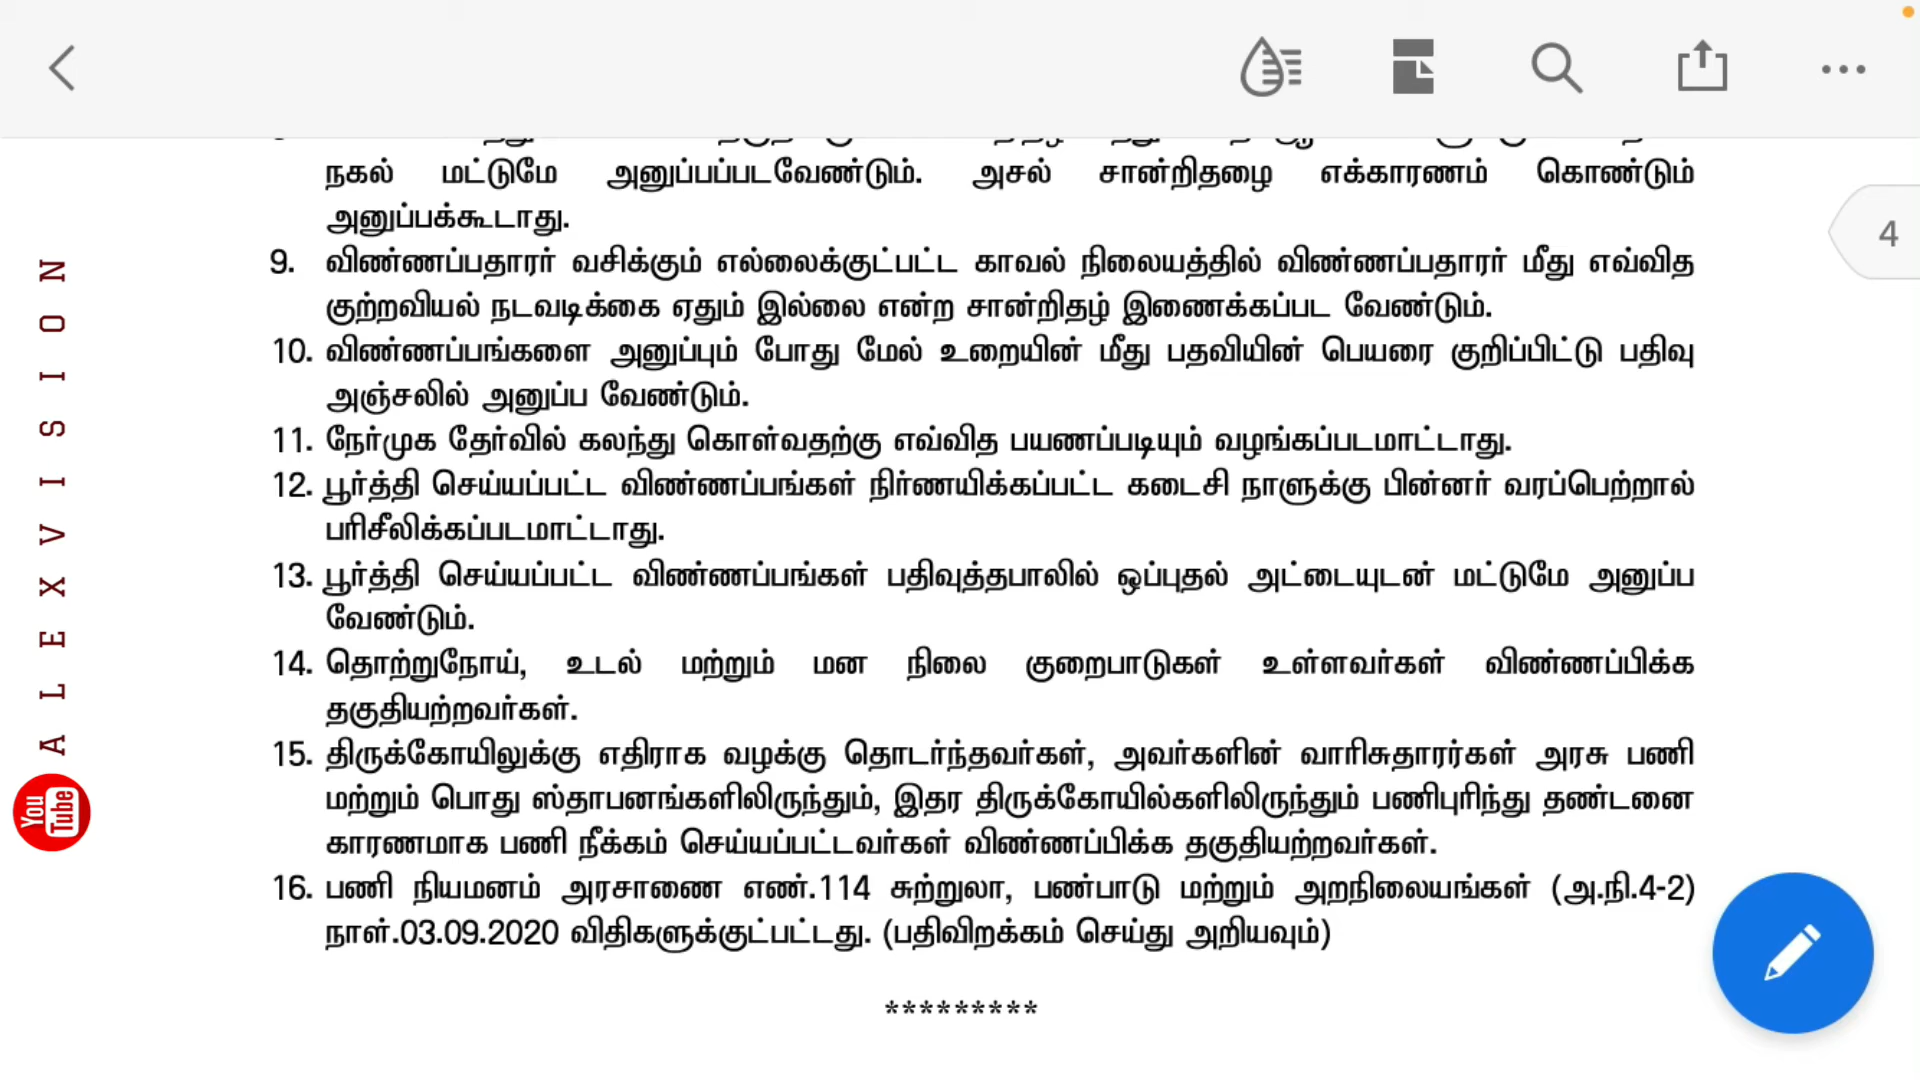 நகல் மட்டுமே அனுப்பப்படவேண்டும். அசல் சான்றிதழை எக்காரணம் கொண்டும்
அனுப்பக்கூடாது.
4
9. விண்ணப்பதாரர் வசிக்கும் எல்லைக்குட்பட்ட காவல் நிலையத்தில் விண்ணப்பதாரர் மீது எவ்வித
குற்றவியல் நடவடிக்கை ஏதும் இல்லை என்ற சான்றிதழ் இணைக்கப்பட வேண்டும்.
10. விண்ணப்பங்களை அனுப்பும் போது மேல் உறையின் மீது பதவியின் பெயரை குறிப்பிட்டு பதிவு
அஞ்சலில் அனுப்ப வேண்டும்.
11. நேர்முக தேர்வில் கலந்து கொள்வதற்கு எவ்வித பயணப்படியும் வழங்கப்படமாட்டாது.
12. பூர்த்தி செய்யப்பட்ட விண்ணப்பங்கள் நிர்ணயிக்கப்பட்ட கடைசி நாளுக்கு பின்னர் வரப்பெற்றால்
பரிசீலிக்கப்படமாட்டாது.
13. பூர்த்தி செய்யப்பட்ட விண்ணப்பங்கள் பதிவுத்தபாலில் ஒப்புதல் அட்டையுடன் மட்டுமே அனுப்ப
வேண்டும்.
14. தொற்றுநோய், உடல் மற்றும் மன நிலை குறைபாடுகள் உள்ளவர்கள் விண்ணப்பிக்க
தகுதியற்றவர்கள்.
15. திருக்கோயிலுக்கு எதிராக வழக்கு தொடர்ந்தவர்கள், அவர்களின் வாரிசுதாரர்கள் அரசு பணி
மற்றும் பொது ஸ்தாபனங்களிலிருந்தும், இதர திருக்கோயில்களிலிருந்தும் பணிபுரிந்து தண்டனை
காரணமாக பணி நீக்கம் செய்யப்பட்டவர்கள் விண்ணப்பிக்க தகுதியற்றவர்கள்.
16. பணி நியமனம் அரசாணை எண்.114 சுற்றுலா, பண்பாடு மற்றும் அறநிலையங்கள் (அ.நி.4-2)
நாள்.03.09.2020 விதிகளுக்குட்பட்டது. (பதிவிறக்கம் செய்து அறியவும்)
*********
ALEXVISION
You Tube